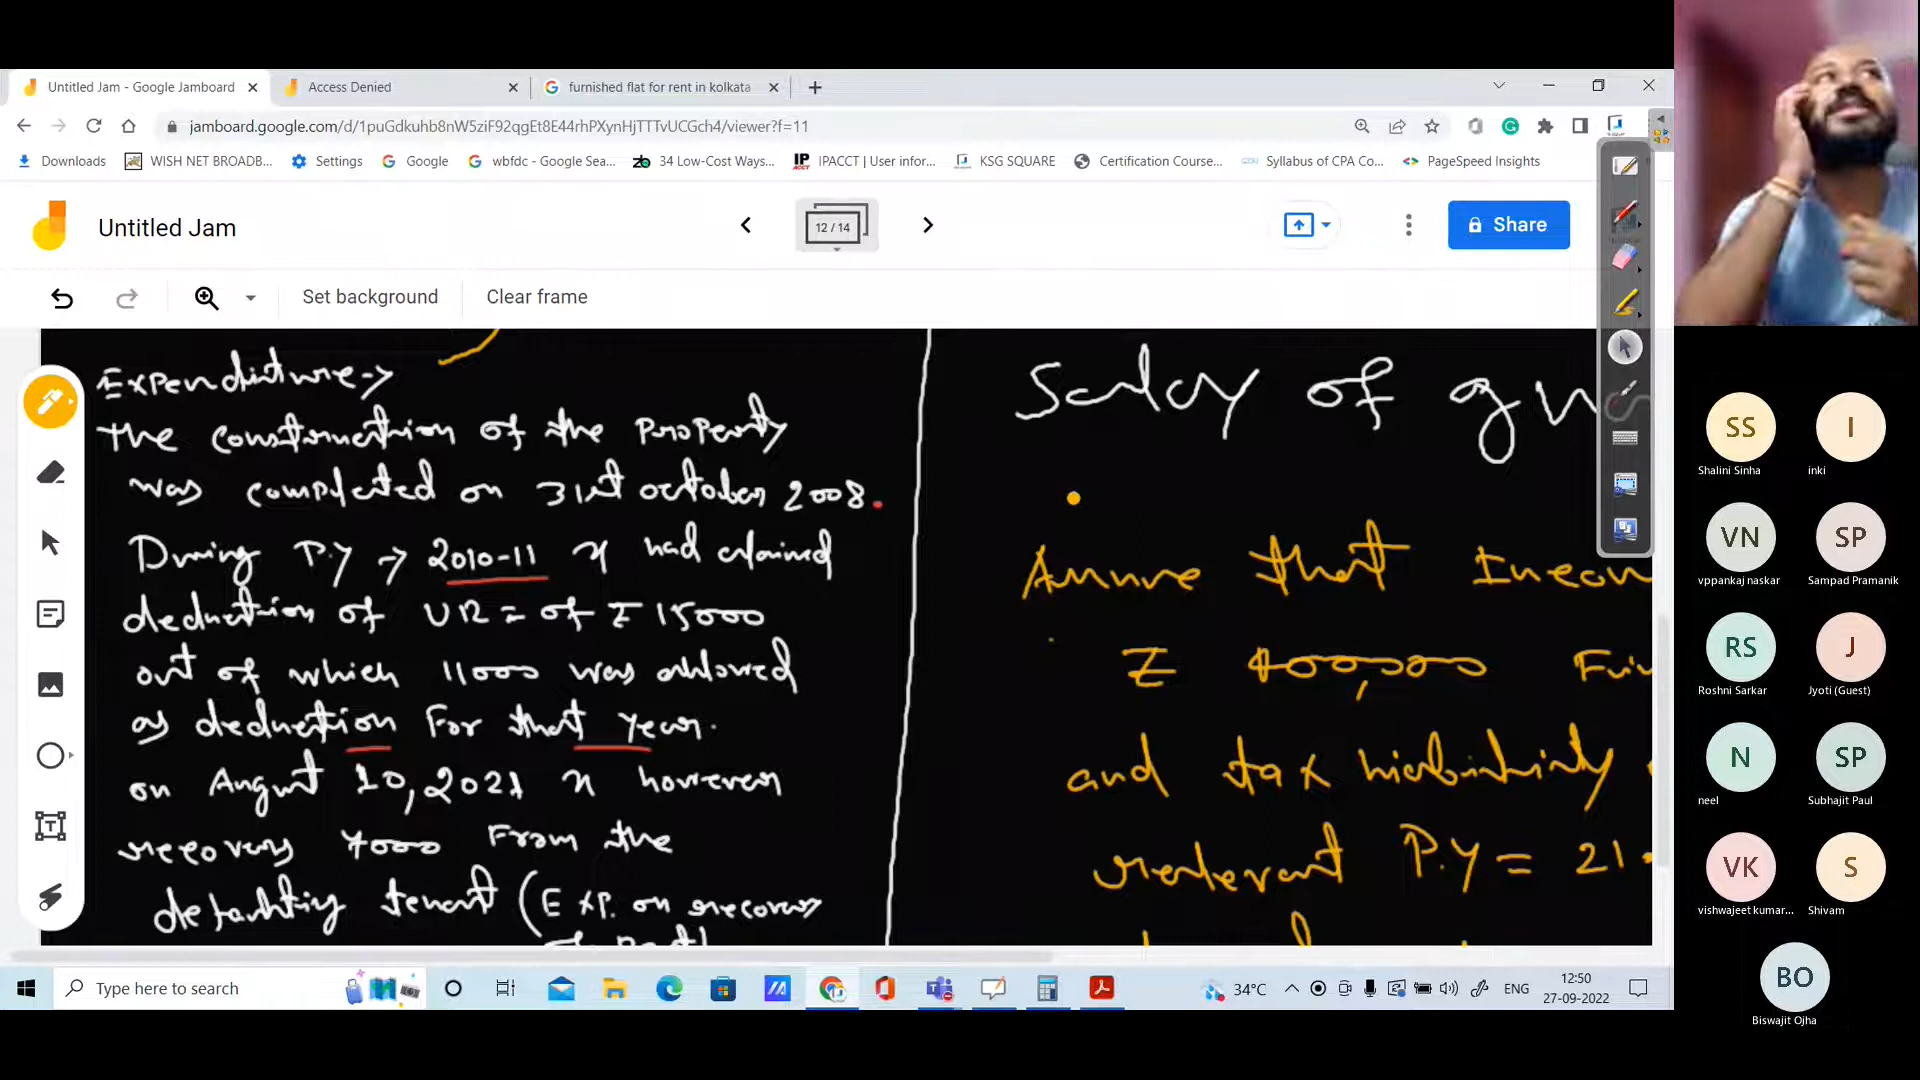 Untitled Jam - Google Jamboard
Access Denied
furnished flat for rent in kolkata
jamboard.google.com/d/1puGdkuhb8nW5ziF92qgEt8E44rhPXynHjTTTvUCGch4/viewer?f=11
Downloads
WISH NET BROADB...
Settings
Google
wbfdc - Google Sea...
34 Low-Cost Ways...
IPACCT | User infor...
KSG SQUARE
Certification Course...
Syllabus of CPA Co...
PageSpeed Insights
Untitled Jam
12 / 14
Share
Set background
Clear frame
Expenditure→
The construction of the Property
was completed on 31st october 2008.
During P.Y → 2010-11 x had claimed
deduction of UR = of ₹ 15000
out of which 11000 was allowed
as deduction For that year.
on August 10, 2021 x however
recovers 7000 From the
defaulting tenant (EXP. on recovery
Salary of
Assume that Incom
₹ 400,000
and tax liability
relevant P.Y = 21
Type here to search
34°C
ENG
12:50
27-09-2022
SS
Shalini Sinha
I
inki
VN
vppankaj naskar
SP
Sampad Pramanik
RS
Roshni Sarkar
J
Jyoti (Guest)
N
neel
SP
Subhajit Paul
VK
vishwajeet kumar...
S
Shivam
BO
Biswajit Ojha